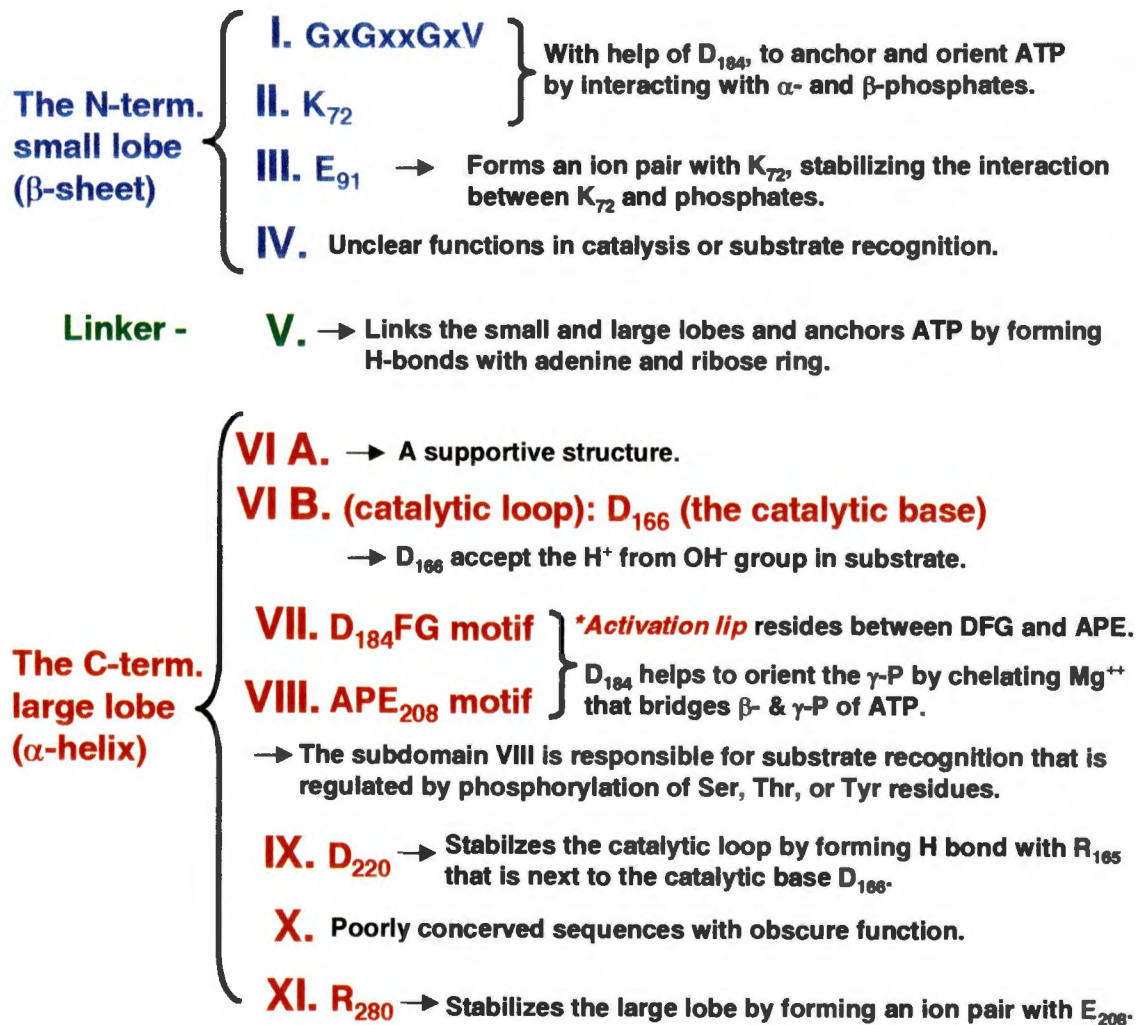 I. GxGxxGxV
With help of D₁₈₄, to anchor and orient ATP
by interacting with α- and β-phosphates.
The N-term.
small lobe
(β-sheet)
II. K₇₂
III. E₉₁ → Forms an ion pair with K₇₂, stabilizing the interaction
between K₇₂ and phosphates.
IV. Unclear functions in catalysis or substrate recognition.
Linker - V. → Links the small and large lobes and anchors ATP by forming
H-bonds with adenine and ribose ring.
VI A. → A supportive structure.
VI B. (catalytic loop): D₁₆₆ (the catalytic base)
→ D₁₆₆ accept the H⁺ from OH⁻ group in substrate.
The C-term.
large lobe
(α-helix)
VII. D₁₈₄FG motif
*Activation lip resides between DFG and APE.
VIII. APE₂₀₈ motif
D₁₈₄ helps to orient the γ-P by chelating Mg⁺⁺
that bridges β- & γ-P of ATP.
→ The subdomain VIII is responsible for substrate recognition that is
regulated by phosphorylation of Ser, Thr, or Tyr residues.
IX. D₂₂₀ → Stabilzes the catalytic loop by forming H bond with R₁₆₅
that is next to the catalytic base D₁₆₆.
X. Poorly concerved sequences with obscure function.
XI. R₂₈₀ → Stabilizes the large lobe by forming an ion pair with E₂₀₈.